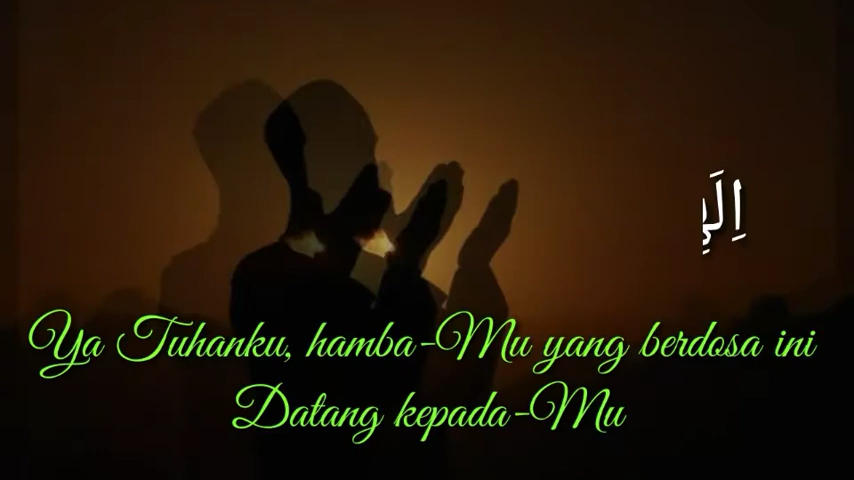 Ya Tuhanku, hamba-Mu yang berdosa ini
Datang kepada-Mu